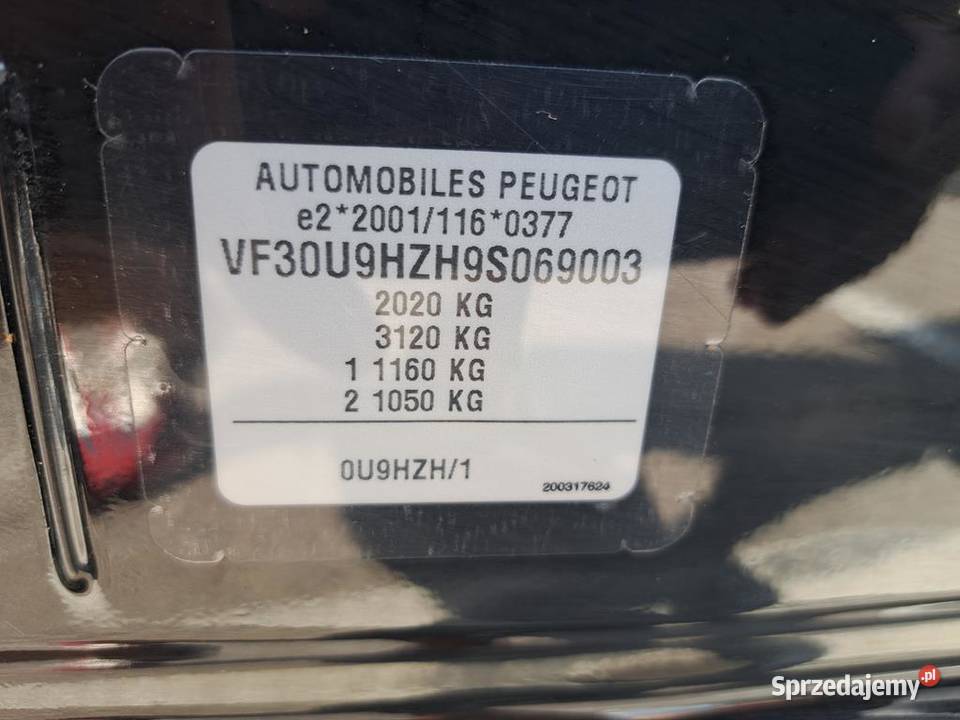 AUTOMOBILES PEUGEOT
e2*2001/116*0377
VF30U9HZH9S069003
2020 KG
3120 KG
1 1160 KG
2 1050 KG
0U9HZH/1
200317624
Sprzedajemy.pl